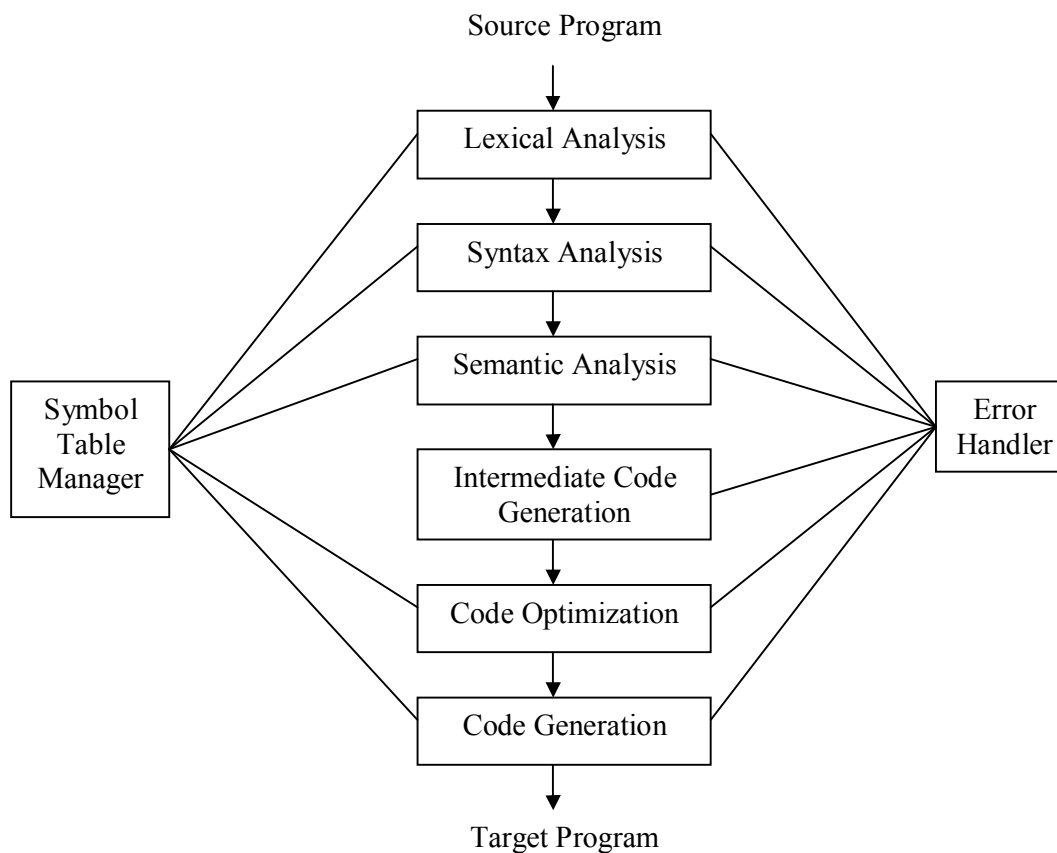 Source Program
Lexical Analysis
Syntax Analysis
Semantic Analysis
Symbol
Table
Manager
Error
Handler
Intermediate Code
Generation
Code Optimization
Code Generation
Target Program